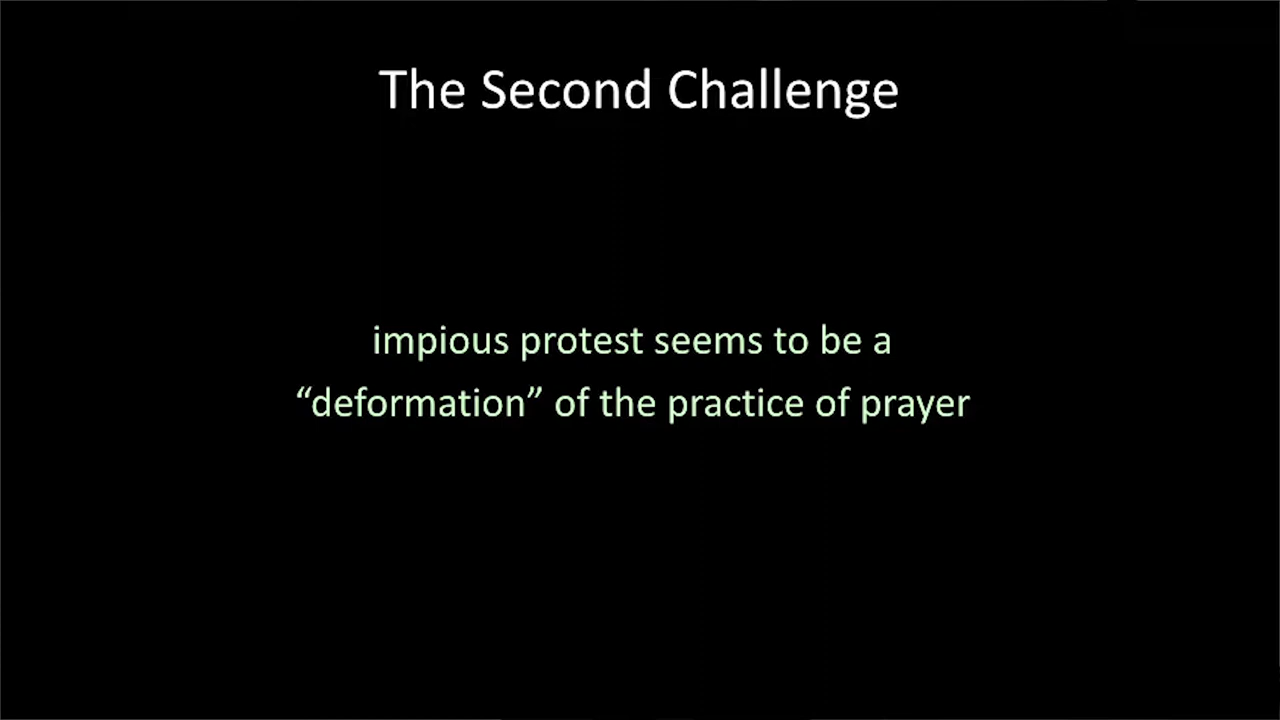 The Second Challenge
impious protest seems to be a
“deformation” of the practice of prayer